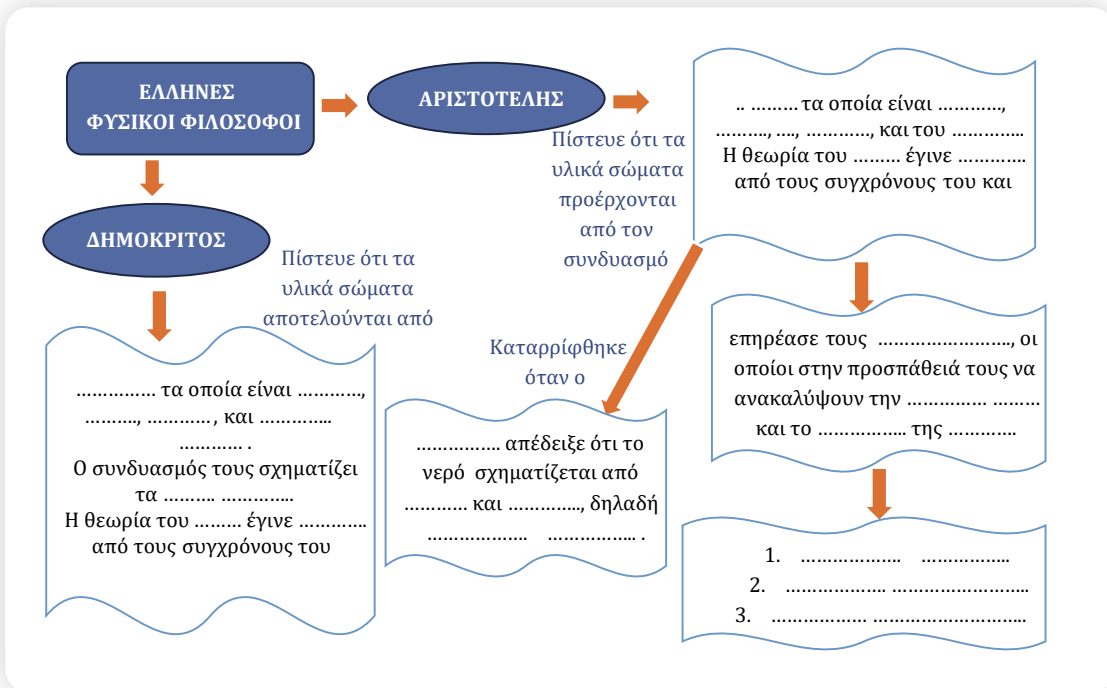 ΕΛΛΗΝΕΣ
ΦΥΣΙΚΟΙ ΦΙΛΟΣΟΦΟΙ
ΑΡΙΣΤΟΤΕΛΗΣ
Πίστευε ότι τα
υλικά σώματα
προέρχονται
από τον
συνδυασμό
.. ……… τα οποία είναι …………,
………., …., …………, και του …………..
Η θεωρία του ……… έγινε ………….
από τους συγχρόνους του και
ΔΗΜΟΚΡΙΤΟΣ
Πίστευε ότι τα
υλικά σώματα
αποτελούνται από
…………… τα οποία είναι …………,
………., …………, και …………..
…………. .
Ο συνδυασμός τους σχηματίζει
τα ………. …………..
Η θεωρία του ……… έγινε ………….
από τους συγχρόνους του
Καταρρίφθηκε
όταν ο
……………. απέδειξε ότι το
νερό σχηματίζεται από
………… και ………….., δηλαδή
………………. …………….. .
επηρέασε τους ……………………, οι
οποίοι στην προσπάθειά τους να
ανακαλύψουν την …………… ………
και το …………….. της ………….
1. ………………. ……………..
2. ………………. …………………..
3. ……………… ……………………..